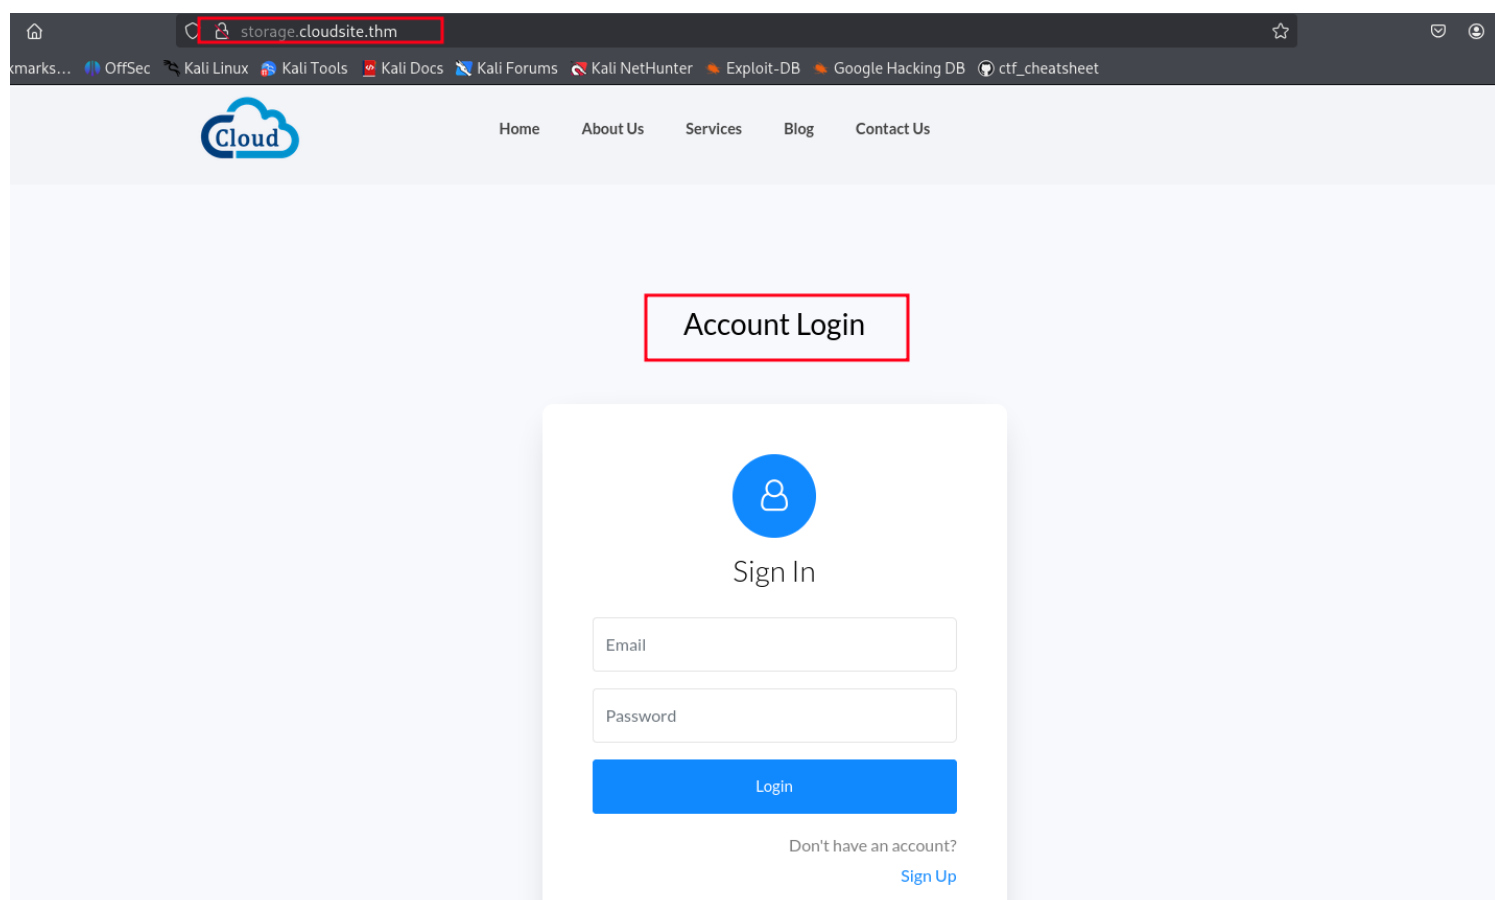 storage.cloudsite.thm
kmarks... OffSec Kali Linux Kali Tools Kali Docs Kali Forums Kali NetHunter Exploit-DB Google Hacking DB ctf_cheatsheet
Cloud Home About Us Services Blog Contact Us
Account Login
Sign In
Email
Password
Login
Don't have an account?
Sign Up